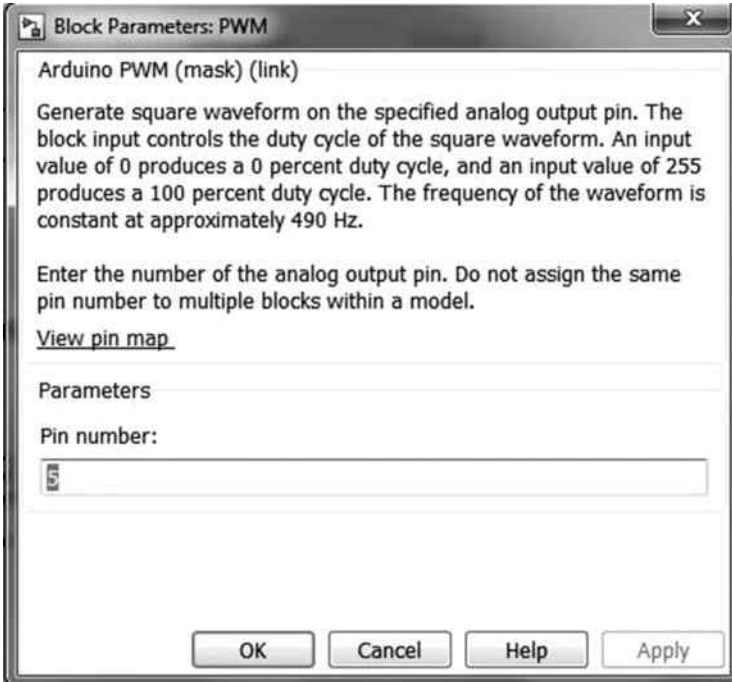 Block Parameters: PWM
Arduino PWM (mask) (link)
Generate square waveform on the specified analog output pin. The
block input controls the duty cycle of the square waveform. An input
value of 0 produces a 0 percent duty cycle, and an input value of 255
produces a 100 percent duty cycle. The frequency of the waveform is
constant at approximately 490 Hz.
Enter the number of the analog output pin. Do not assign the same
pin number to multiple blocks within a model.
View pin map
Parameters
Pin number:
5
OK Cancel Help Apply